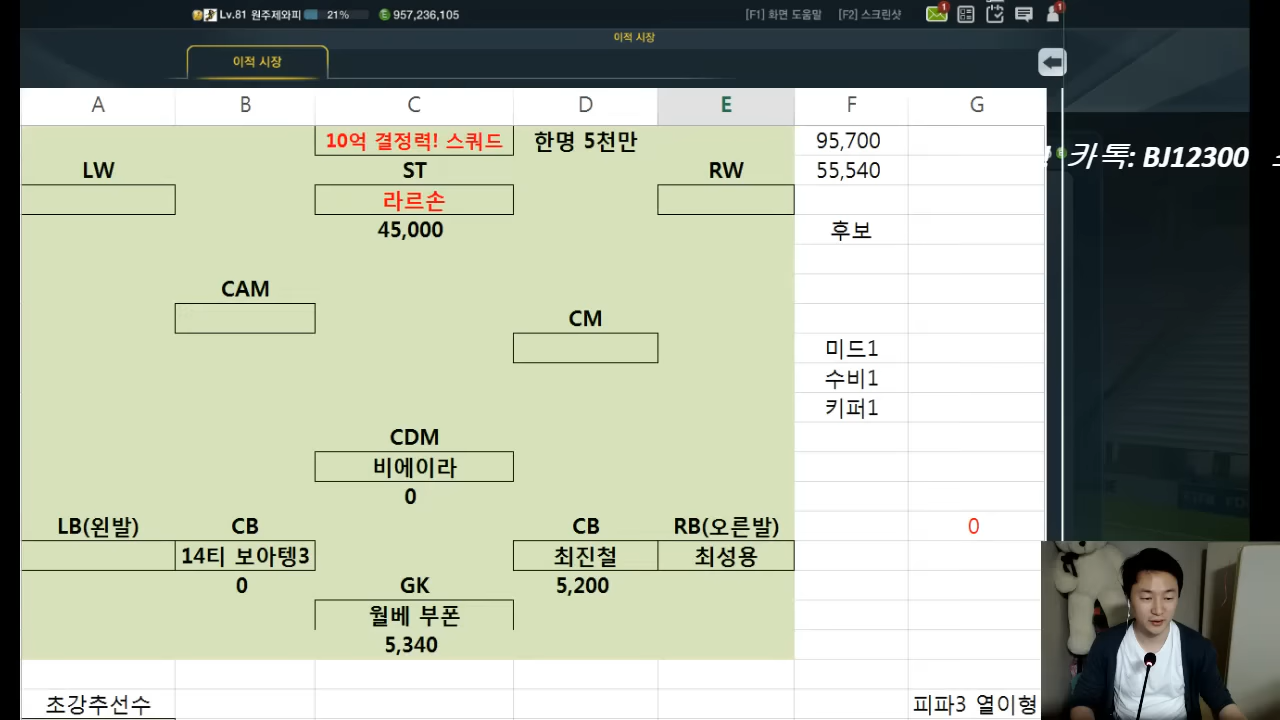 Lv.81 원주제와피 21% 957,236,105 [F1] 화면 도움말 [F2] 스크린샷 1 1
이적 시장
이적 시장
A B C D E F G
10억 결정력! 스쿼드 한명 5천만 95,700
카톡: BJ12300
LW ST RW 55,540
라르손
45,000 후보
CAM
CM
미드1
수비1
키퍼1
CDM
비에이라
0
LB(왼발) CB CB RB(오른발) 0
14티 보아텡3 최진철 최성용
0 GK 5,200
월베 부폰
5,340
초강추선수 피파3 열이형